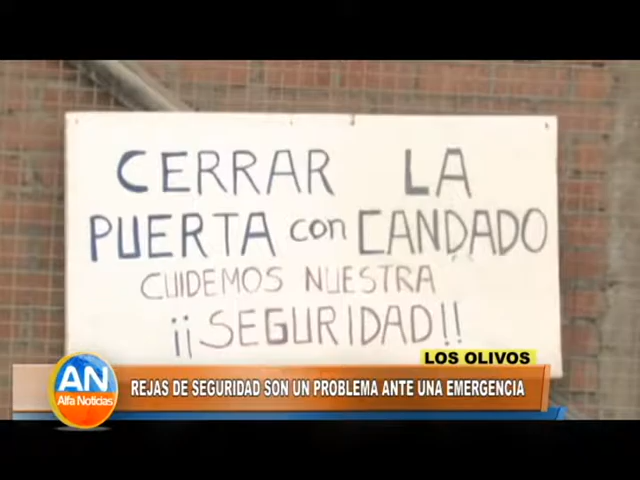 CERRAR LA
PUERTA con CANDADO
CUIDEMOS NUESTRA
¡¡SEGURIDAD!!
LOS OLIVOS
AN
Alfa Noticias
REJAS DE SEGURIDAD SON UN PROBLEMA ANTE UNA EMERGENCIA